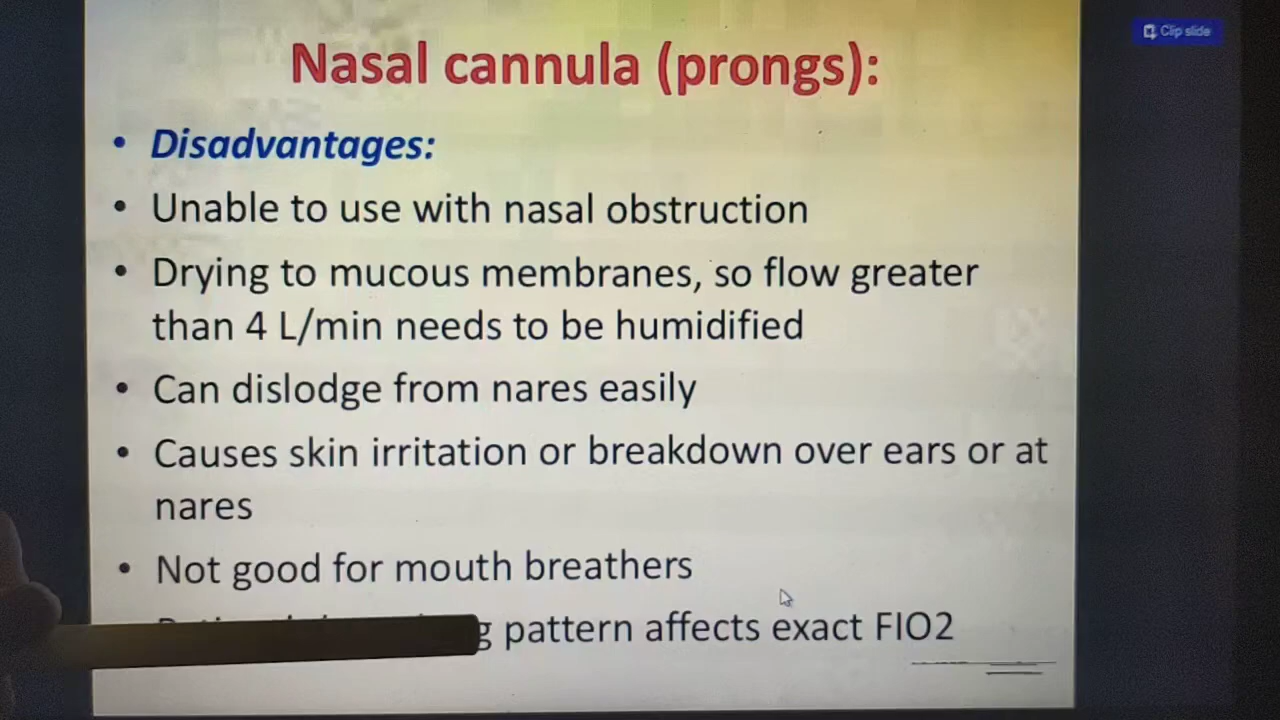 Clip slide
Nasal cannula (prongs):
• Disadvantages:
• Unable to use with nasal obstruction
• Drying to mucous membranes, so flow greater
than 4 L/min needs to be humidified
• Can dislodge from nares easily
• Causes skin irritation or breakdown over ears or at
nares
• Not good for mouth breathers
pattern affects exact FIO2